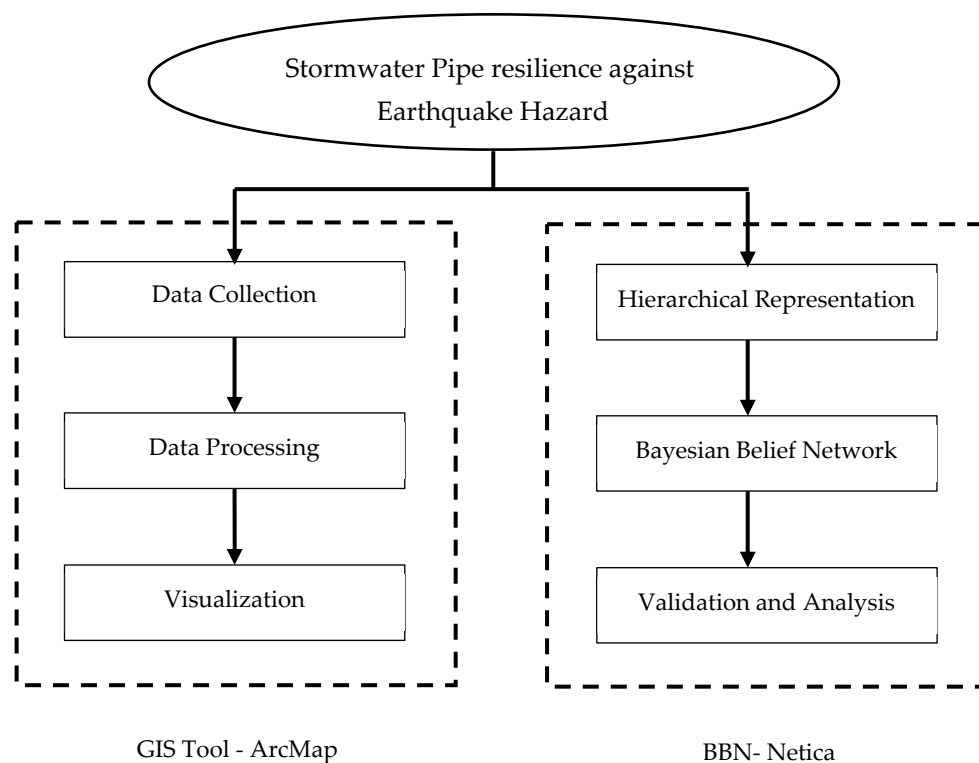 Stormwater Pipe resilience against
Earthquake Hazard
Data Collection
Data Processing
Visualization
GIS Tool - ArcMap
Hierarchical Representation
Bayesian Belief Network
Validation and Analysis
BBN- Netica